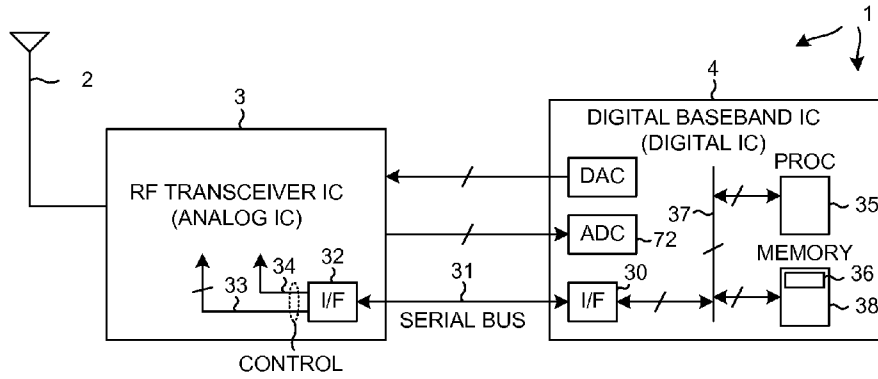 1
2
3
4
DIGITAL BASEBAND IC
(DIGITAL IC)
RF TRANSCEIVER IC
(ANALOG IC)
DAC
PROC
37
35
ADC
72
MEMORY
36
38
34
33
32
I/F
31
SERIAL BUS
30
I/F
CONTROL